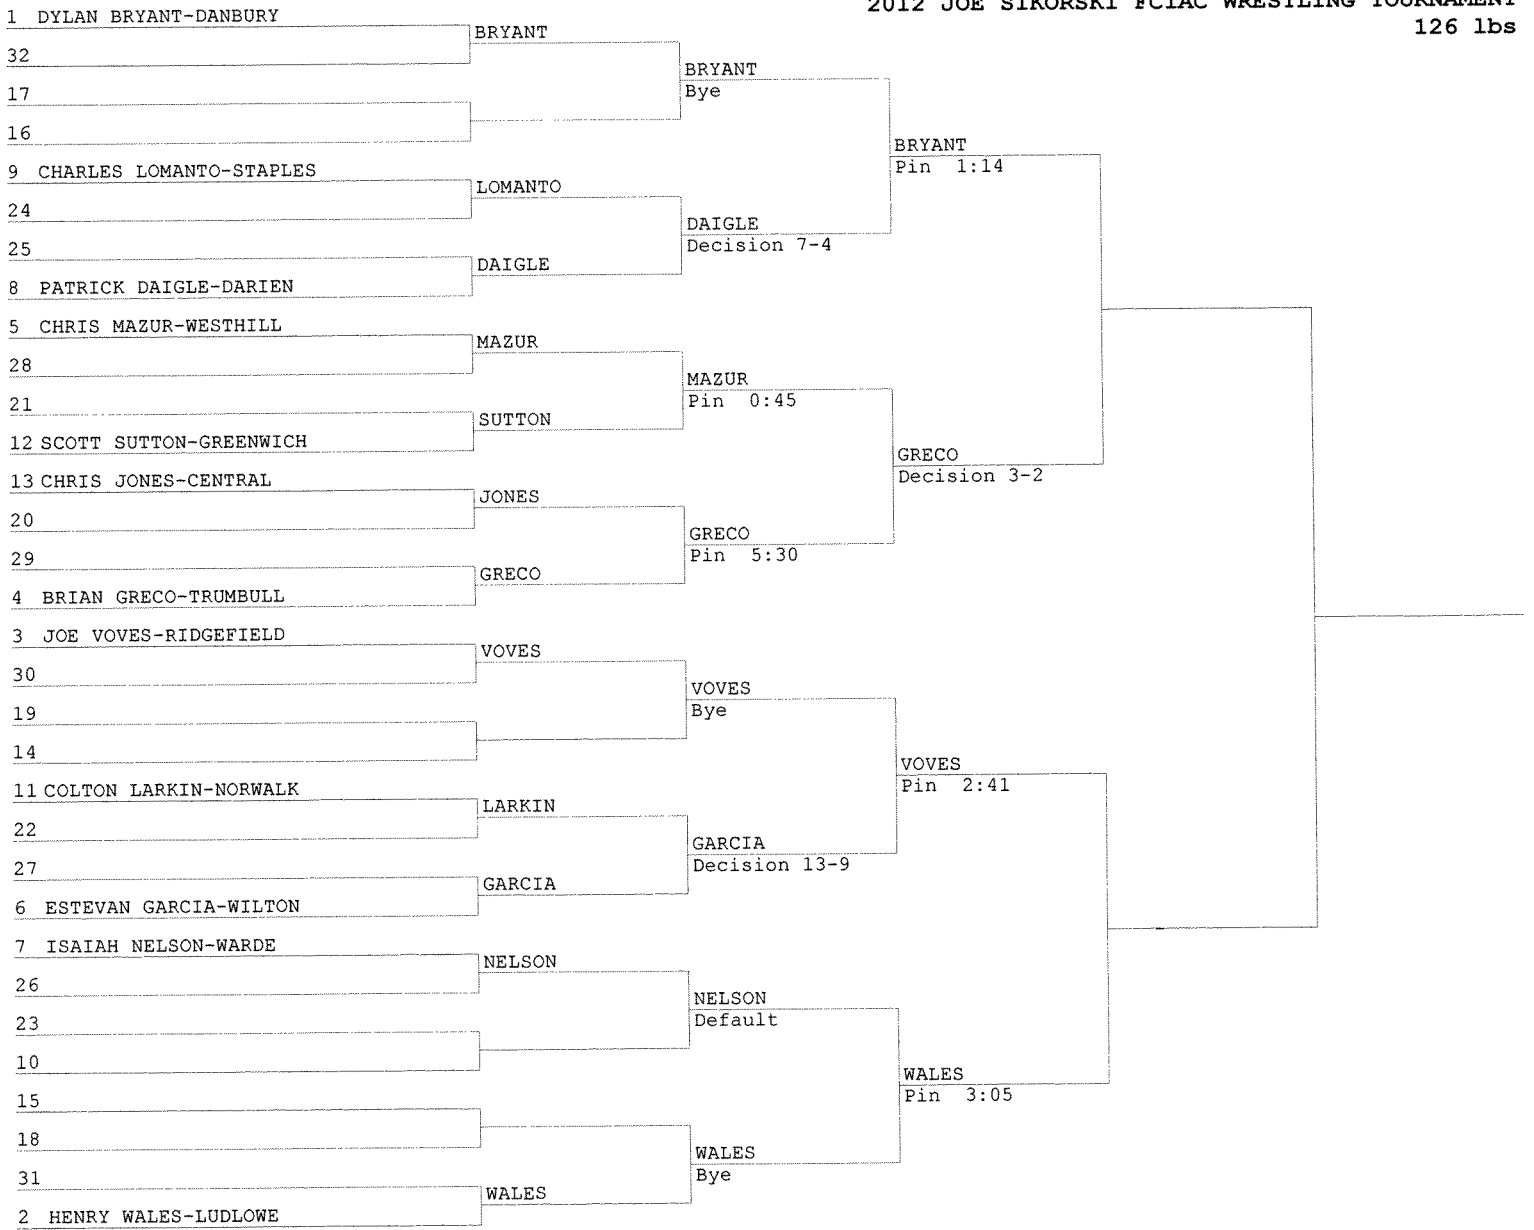 2012 JOE SIKORSKI FCIAC WRESTLING TOURNAMENT
126 lbs
1 DYLAN BRYANT-DANBURY
BRYANT
32
BRYANT
Bye
17
16
BRYANT
Pin 1:14
9 CHARLES LOMANTO-STAPLES
LOMANTO
24
DAIGLE
Decision 7-4
25
DAIGLE
8 PATRICK DAIGLE-DARIEN
5 CHRIS MAZUR-WESTHILL
MAZUR
28
MAZUR
Pin 0:45
21
SUTTON
12 SCOTT SUTTON-GREENWICH
GRECO
Decision 3-2
13 CHRIS JONES-CENTRAL
JONES
20
GRECO
Pin 5:30
29
GRECO
4 BRIAN GRECO-TRUMBULL
3 JOE VOVES-RIDGEFIELD
VOVES
30
VOVES
Bye
19
14
VOVES
Pin 2:41
11 COLTON LARKIN-NORWALK
LARKIN
22
GARCIA
Decision 13-9
27
GARCIA
6 ESTEVAN GARCIA-WILTON
7 ISAIAH NELSON-WARDE
NELSON
26
NELSON
Default
23
10
WALES
Pin 3:05
15
18
WALES
Bye
31
WALES
2 HENRY WALES-LUDLOWE